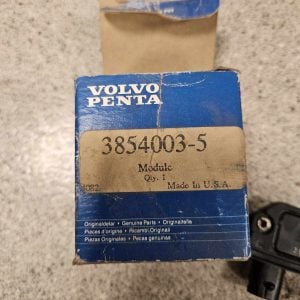 VOLVO
PENTA
3854003-5
Module
Qty. 1
Made in U.S.A.
Originaldelar • Genuine Parts • Originalteile
Pièces d'origine • Ricambi Originali
Piezas Originales • Peças genuinas